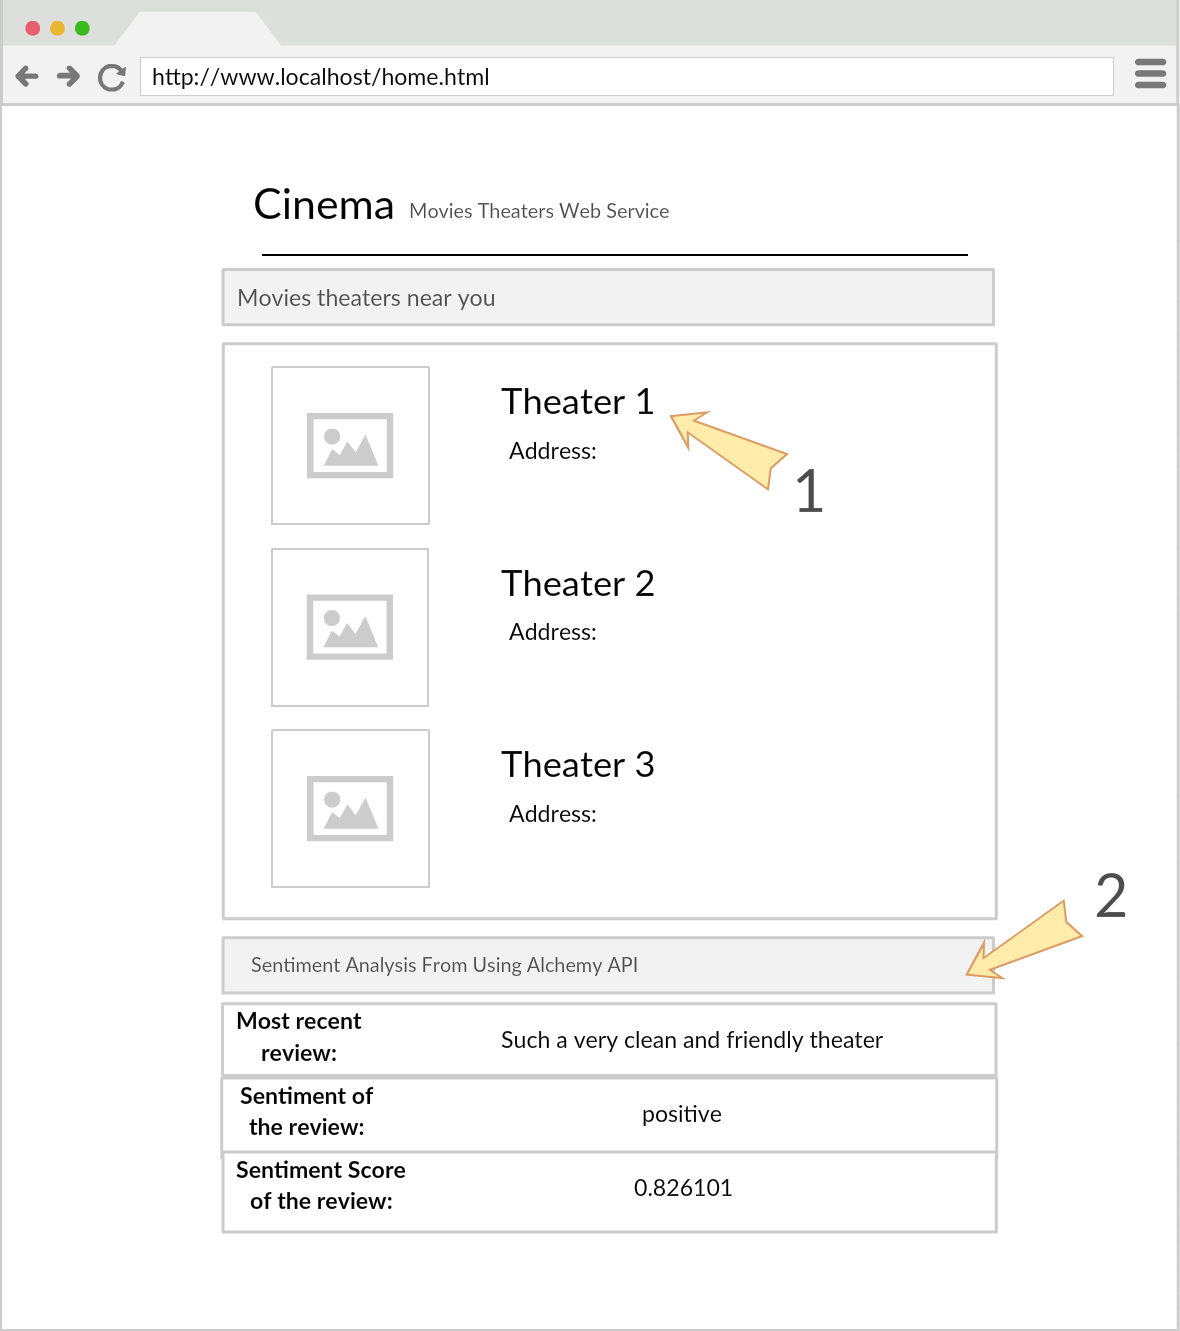 http://www.localhost/home.html
Cinema Movies Theaters Web Service
Movies theaters near you
Theater 1
Address:
1
Theater 2
Address:
Theater 3
Address:
2
Sentiment Analysis From Using Alchemy API
Most recent
review:
Such a very clean and friendly theater
Sentiment of
the review:
positive
Sentiment Score
of the review:
0.826101